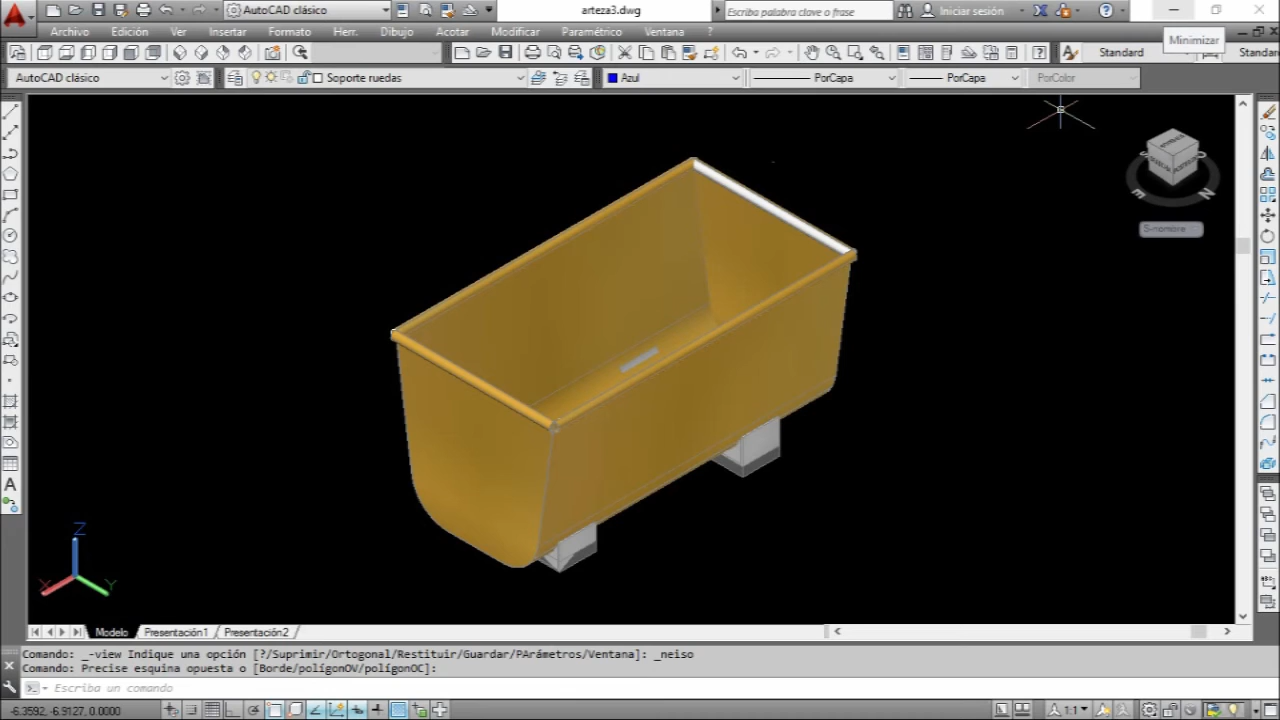 AutoCAD clásico
arteza3.dwg
Escriba palabra clave o frase
Iniciar sesión
Archivo Edición Ver Insertar Formato Herr. Dibujo Acotar Modificar Paramétrico Ventana ?
Minimizar
Standard
Standar
AutoCAD clásico
Soporte ruedas
Azul
PorCapa
PorCapa
PorColor
E
N
S-nombre
Z
X
Y
Modelo Presentación1 Presentación2
Comando: _-view Indique una opción [?/Suprimir/Ortogonal/Restituir/Guardar/PArámetros/Ventana]: _neiso
Comando: Precise esquina opuesta o [Borde/polígonOV/polígonOC]:
Escriba un comando
-6.3592, -6.9127, 0.0000
1:1